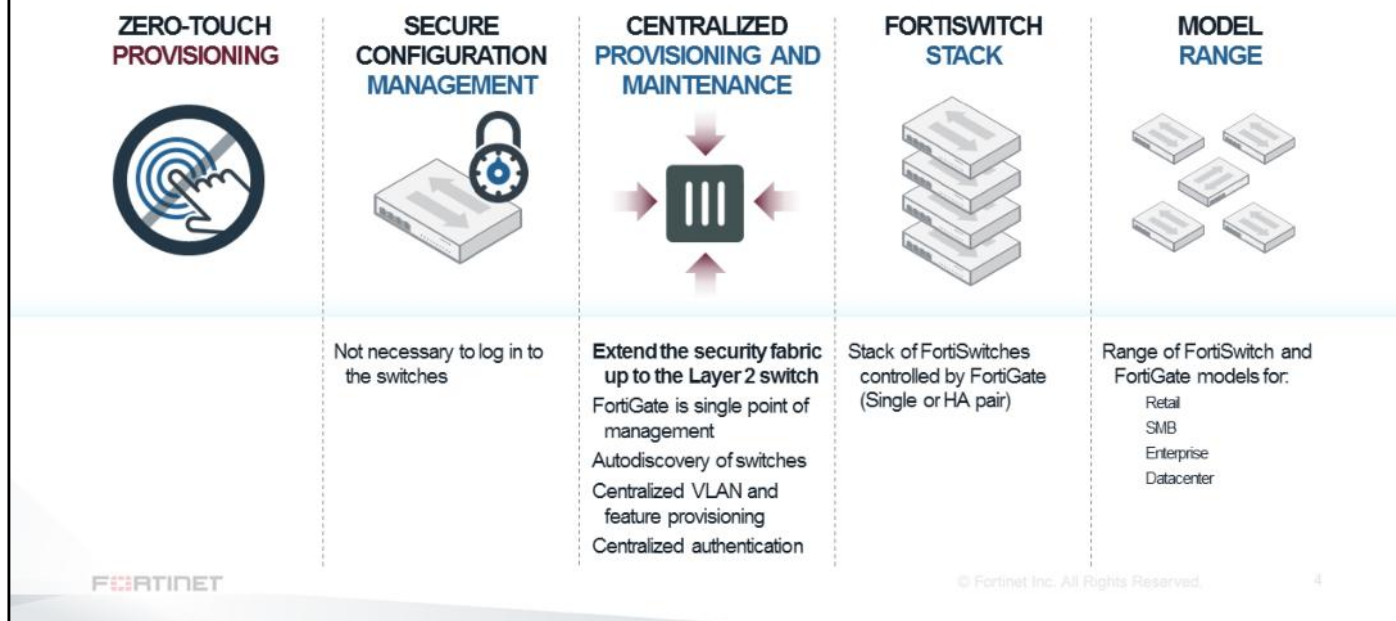 ZERO-TOUCH
PROVISIONING
SECURE
CONFIGURATION
MANAGEMENT
Not necessary to log in to
the switches
CENTRALIZED
PROVISIONING AND
MAINTENANCE
Extend the security fabric
up to the Layer 2 switch
FortiGate is single point of
management
Autodiscovery of switches
Centralized VLAN and
feature provisioning
Centralized authentication
FORTISWITCH
STACK
Stack of FortiSwitches
controlled by FortiGate
(Single or HA pair)
MODEL
RANGE
Range of FortiSwitch and
FortiGate models for:
Retail
SMB
Enterprise
Datacenter
FORTINET
© Fortinet Inc. All Rights Reserved.
4